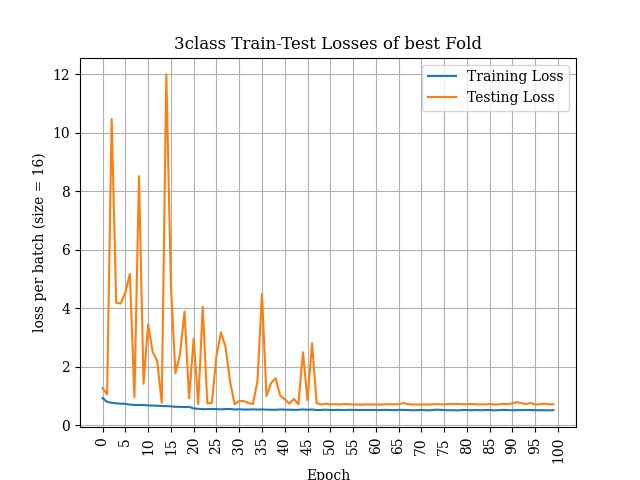 3class Train-Test Losses of best Fold
Training Loss
Testing Loss
loss per batch (size = 16)
12
10
8
6
4
2
0
0 5 10 15 20 25 30 35 40 45 50 55 60 65 70 75 80 85 90 95 100
Epoch